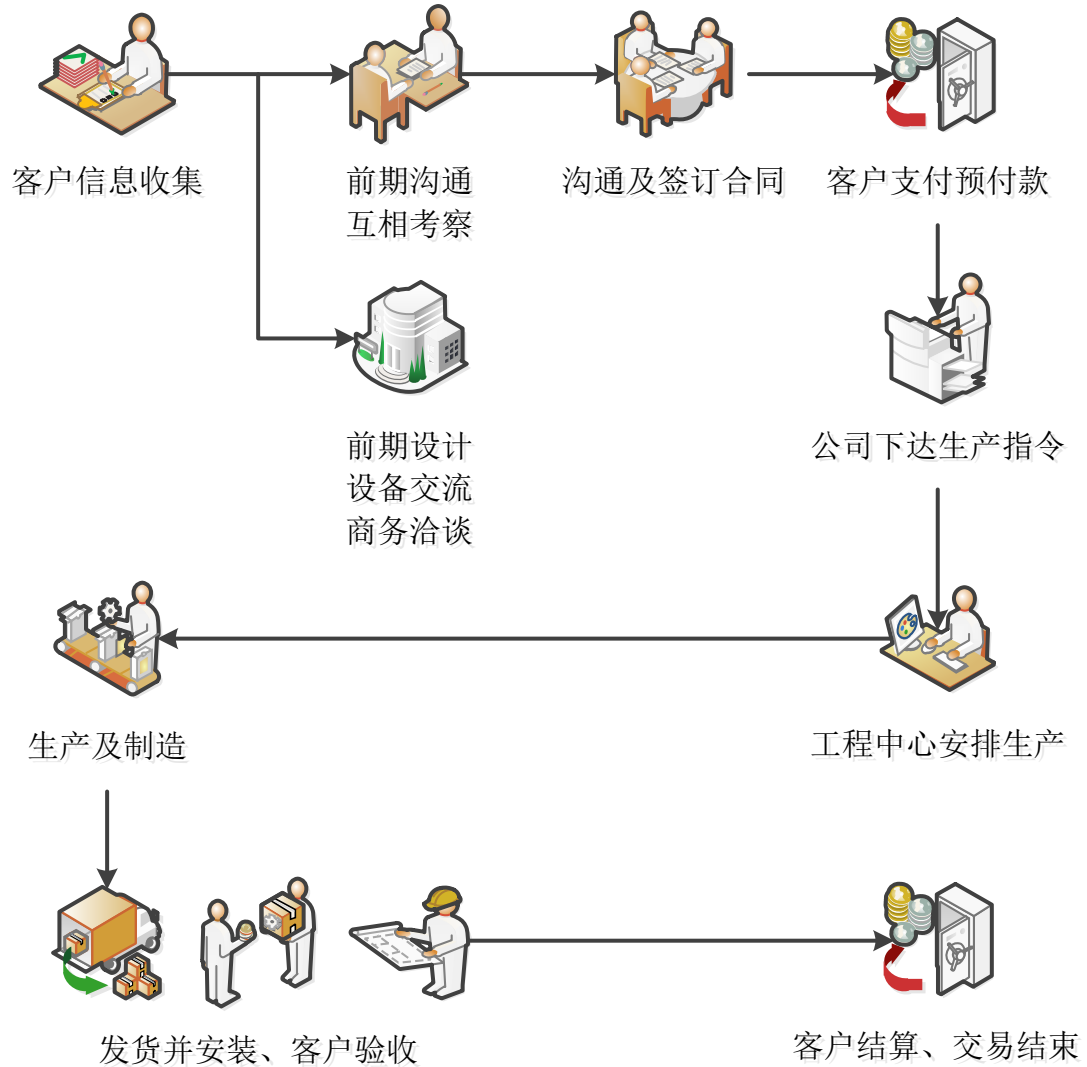 客户信息收集
前期沟通
互相考察
沟通及签订合同
客户支付预付款
前期设计
设备交流
商务洽谈
公司下达生产指令
生产及制造
工程中心安排生产
发货并安装、客户验收
客户结算、交易结束